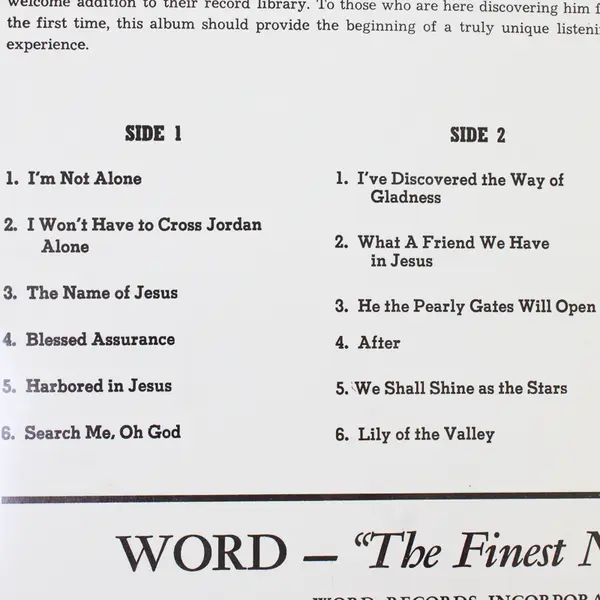 welcome addition to their record library. To those who are here discovering him
the first time, this album should provide the beginning of a truly unique
experience.
SIDE 1
1. I'm Not Alone
2. I Won't Have to Cross Jordan
Alone
3. The Name of Jesus
4. Blessed Assurance
5. Harbored in Jesus
6. Search Me, Oh God
SIDE 2
1. I've Discovered the Way of
Gladness
2. What A Friend We Have
in Jesus
3. He the Pearly Gates Will Open
4. After
5. We Shall Shine as the Stars
6. Lily of the Valley
WORD — "The Finest
WORD RECORDS